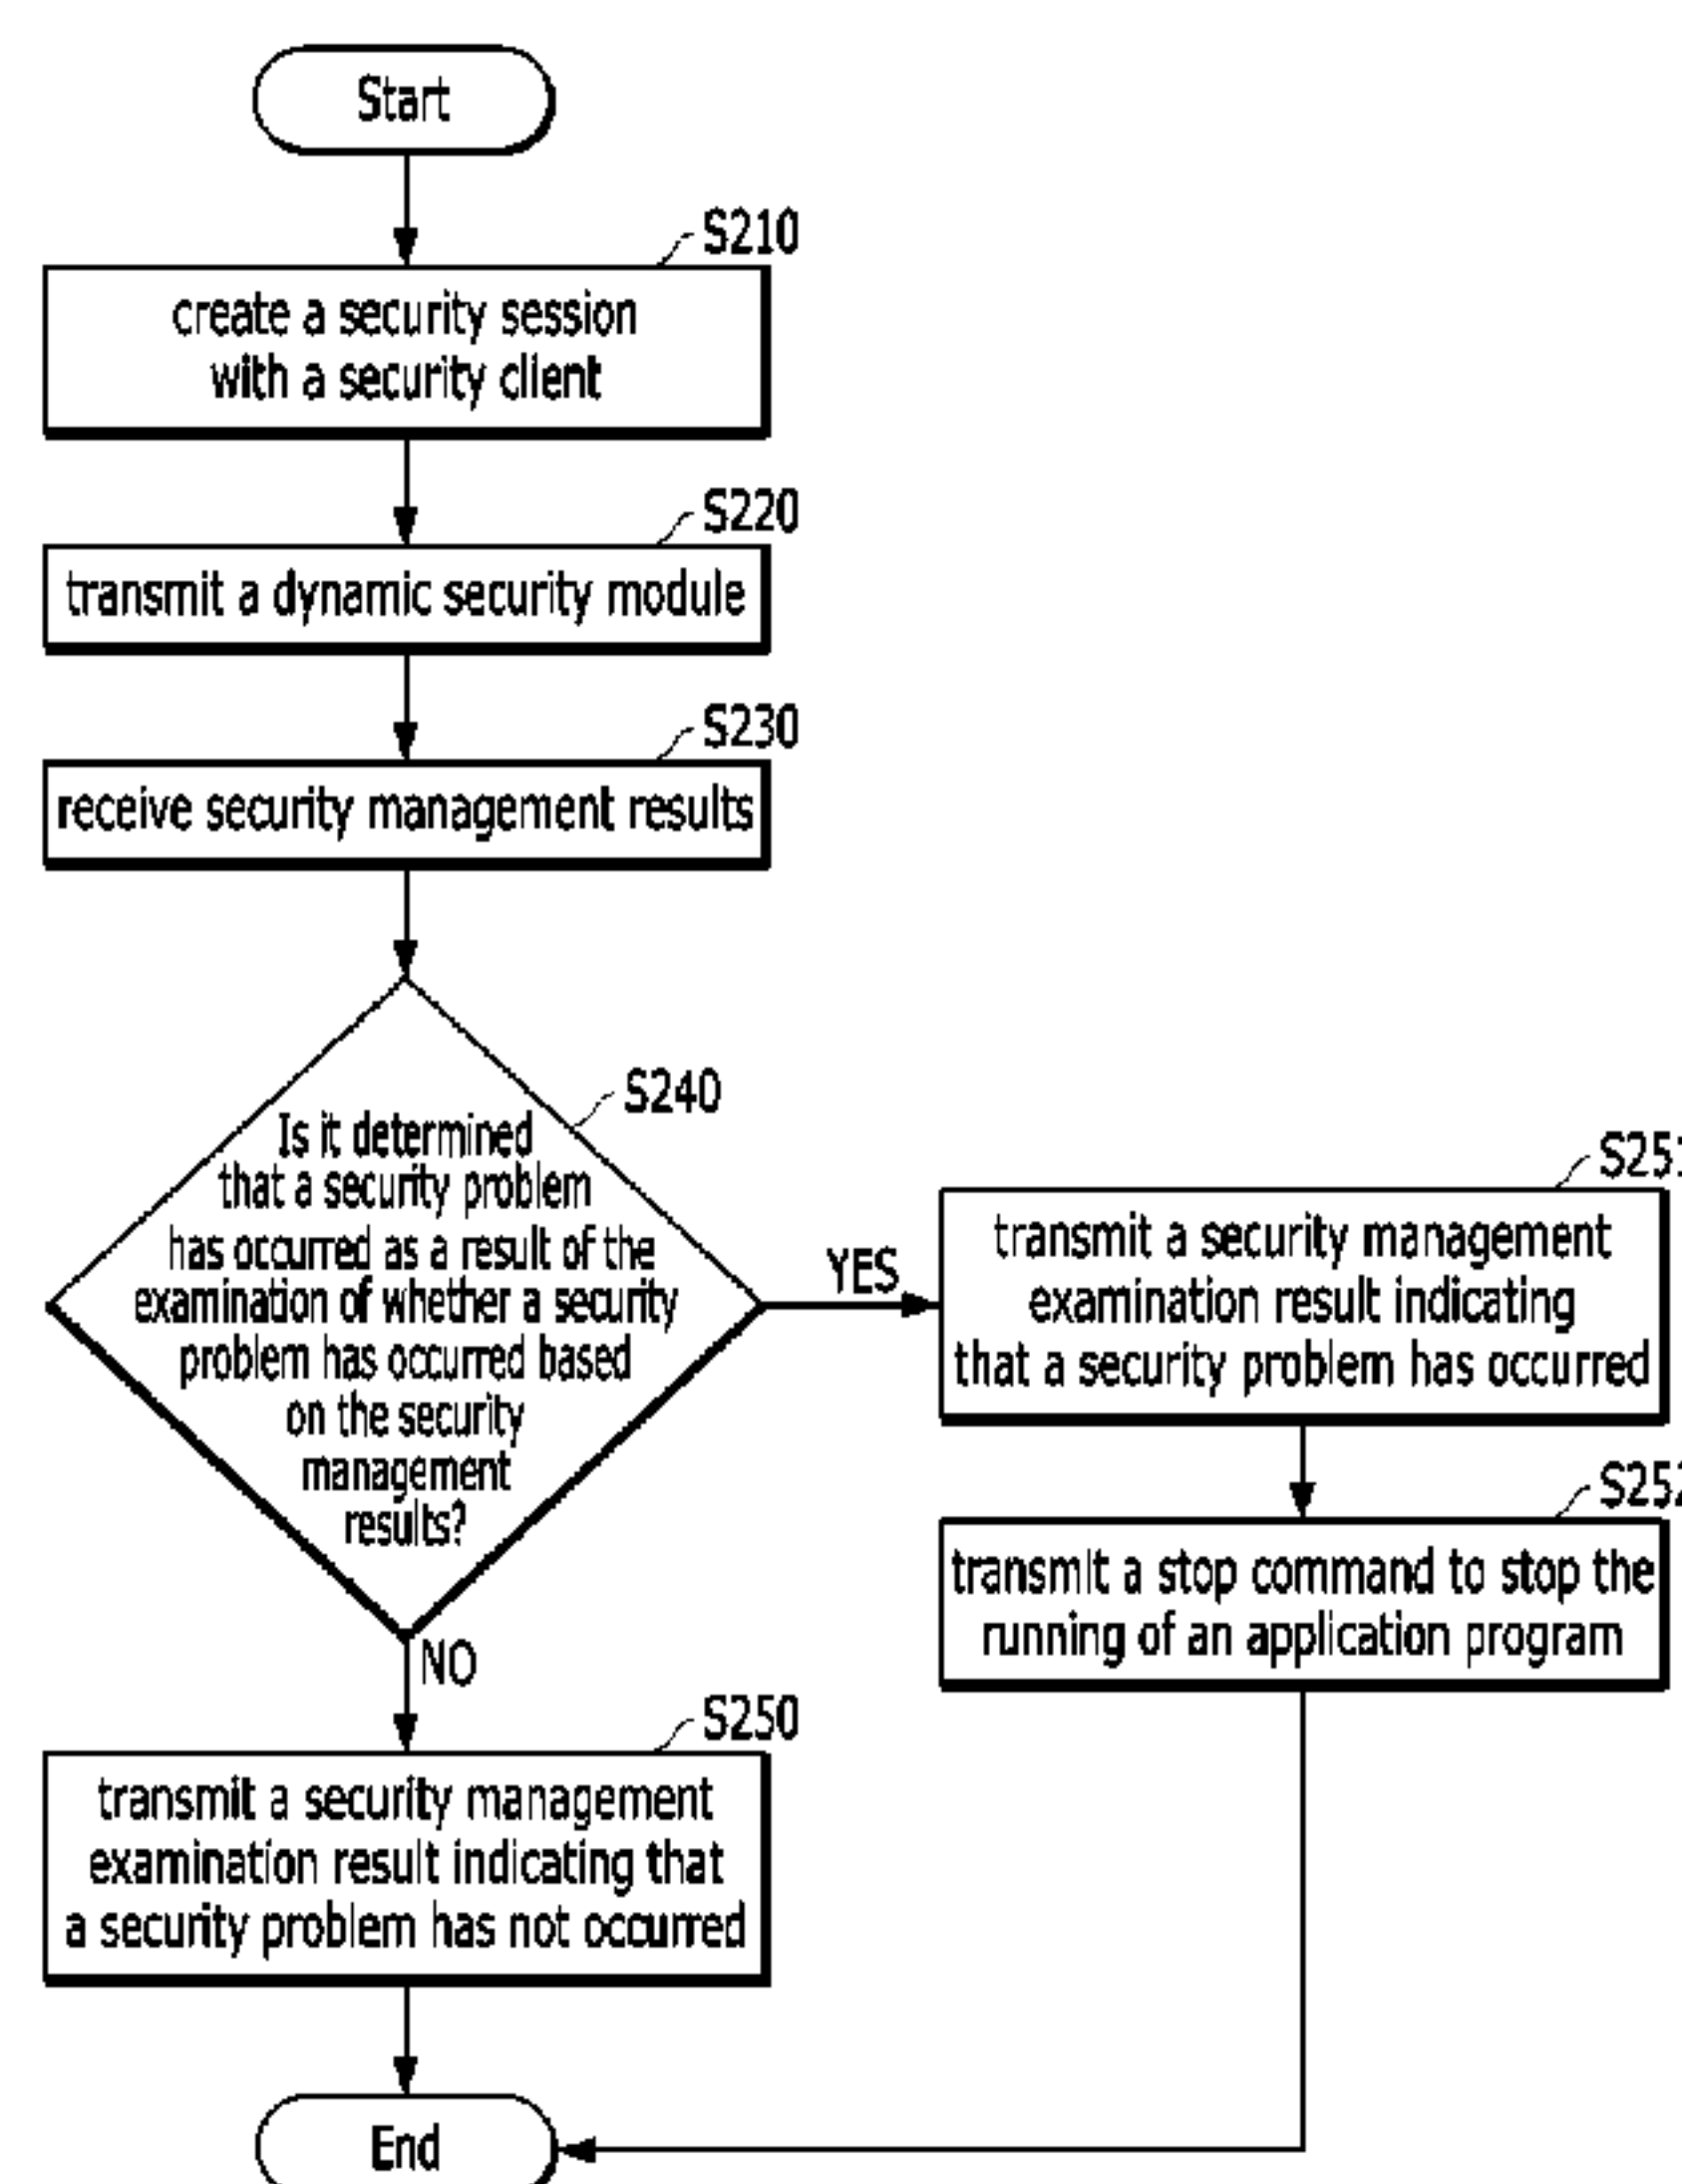 Start
S210
create a security session
with a security client
S220
transmit a dynamic security module
S230
receive security management results
S240
Is it determined
that a security problem
has occurred as a result of the
examination of whether a security
problem has occurred based
on the security
management
results?
YES
S251
transmit a security management
examination result indicating
that a security problem has occurred
S252
transmit a stop command to stop the
running of an application program
NO
S250
transmit a security management
examination result indicating that
a security problem has not occurred
End